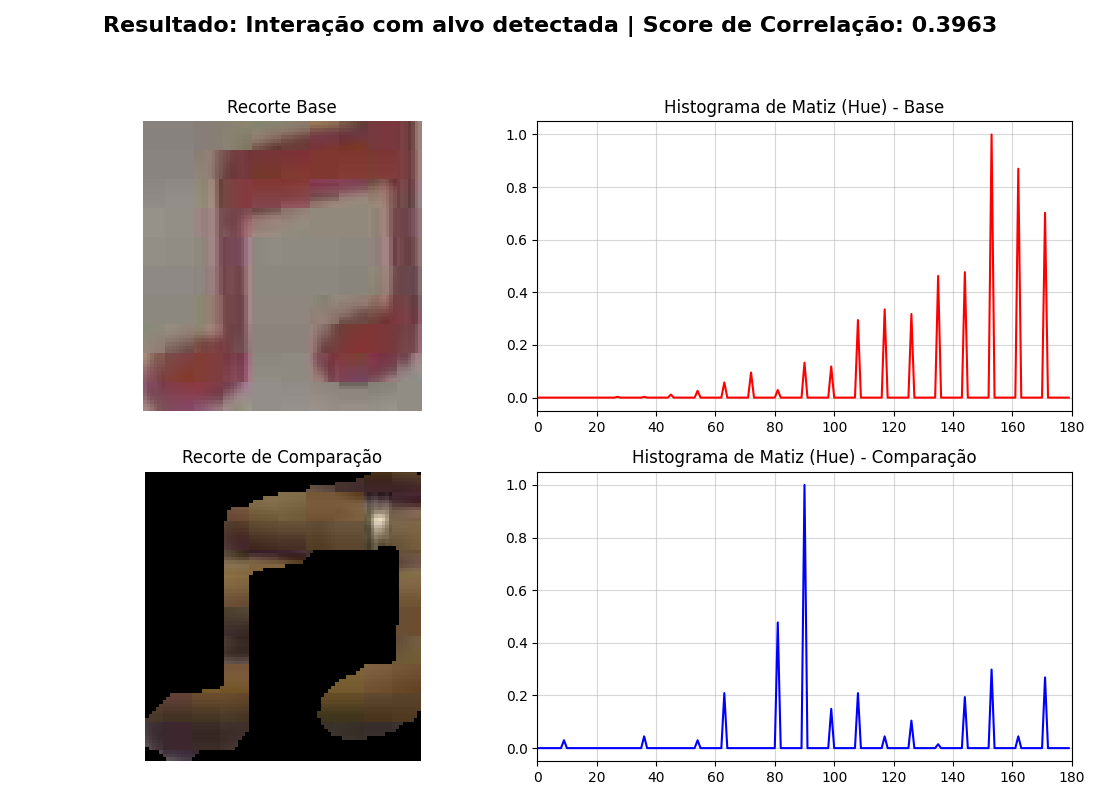 Resultado: Interação com alvo detectada | Score de Correlação: 0.3963
Recorte Base
Histograma de Matiz (Hue) - Base
1.0
0.8
0.6
0.4
0.2
0.0
0 20 40 60 80 100 120 140 160 180
Recorte de Comparação
Histograma de Matiz (Hue) - Comparação
1.0
0.8
0.6
0.4
0.2
0.0
0 20 40 60 80 100 120 140 160 180